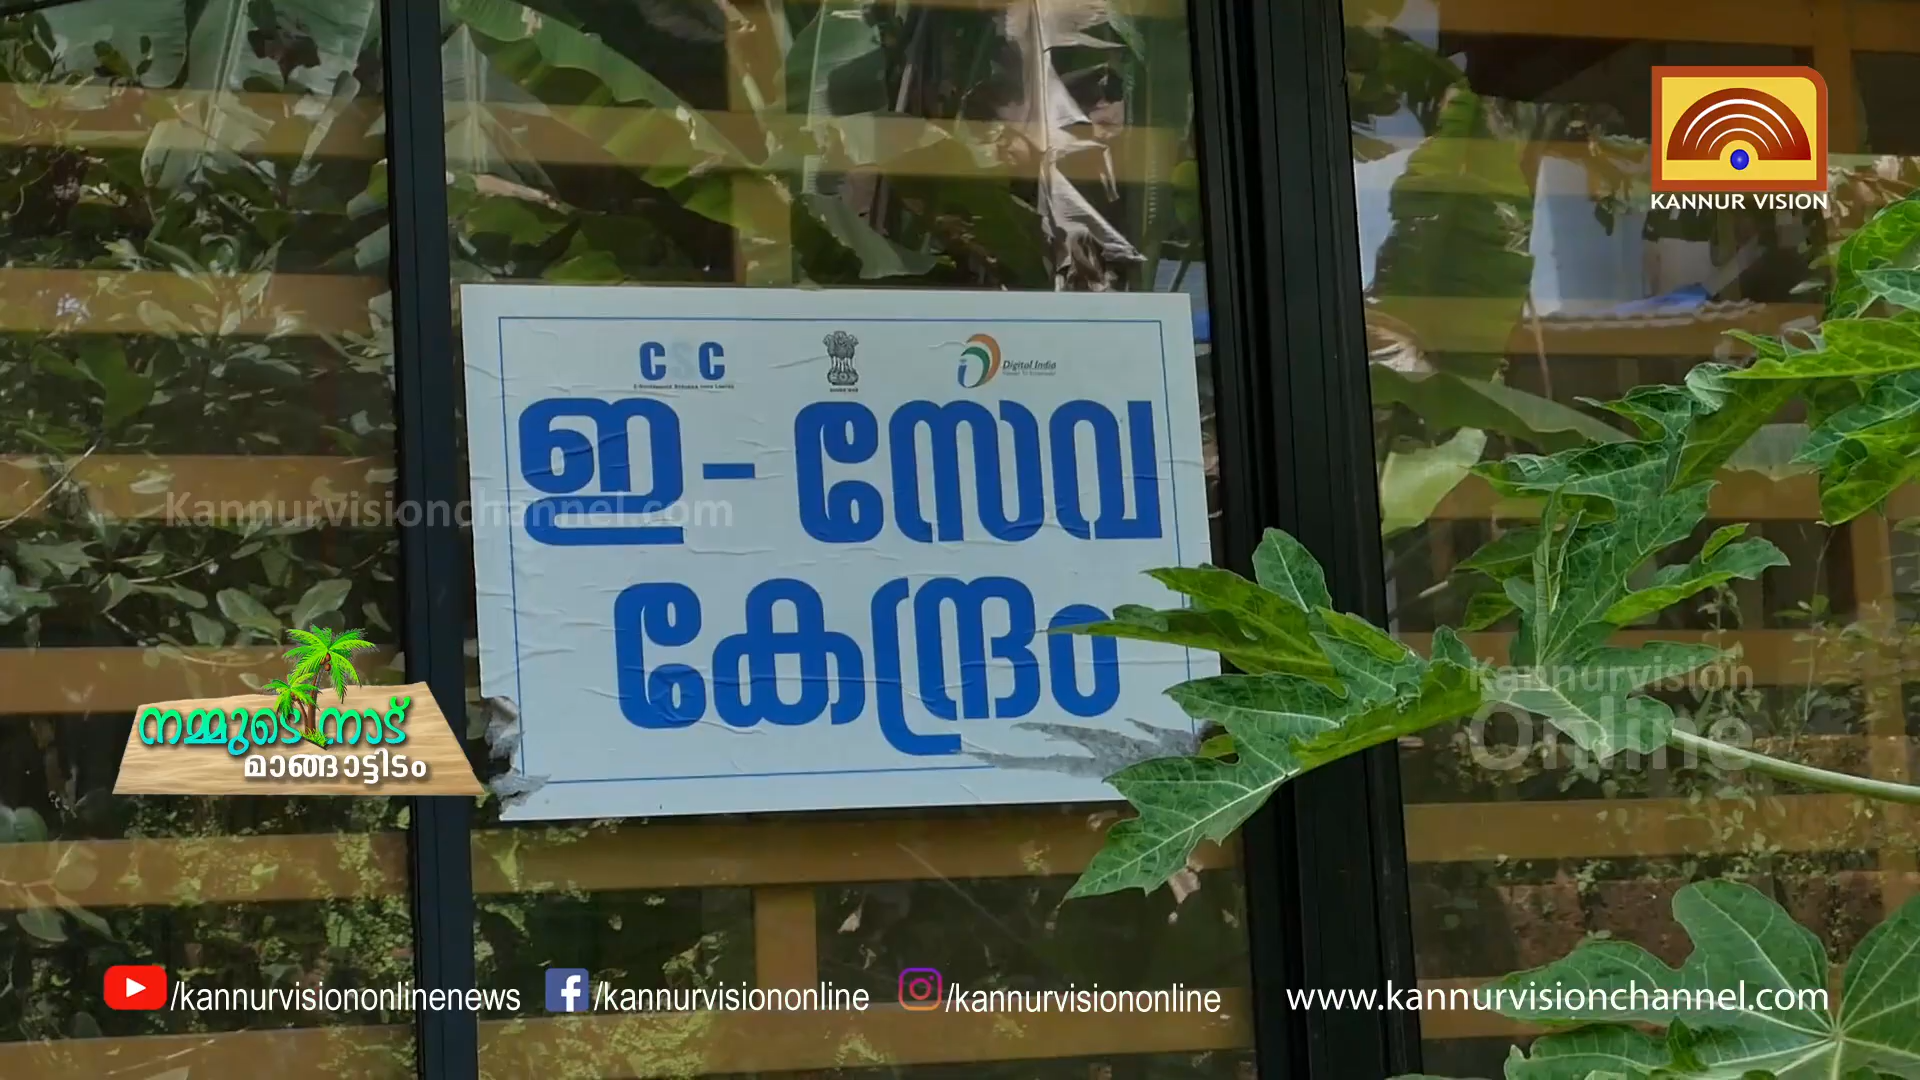 KANNUR VISION
CSC
Digital India
ഇ - സേവ
കേന്ദ്രം
Kannurvisionchannel.com
Kannurvision
Online
നമ്മുടെ നാട്
മാങ്ങാട്ടിടം
/kannurvisiononlinenews /kannurvisiononline /kannurvisiononline www.kannurvisionchannel.com